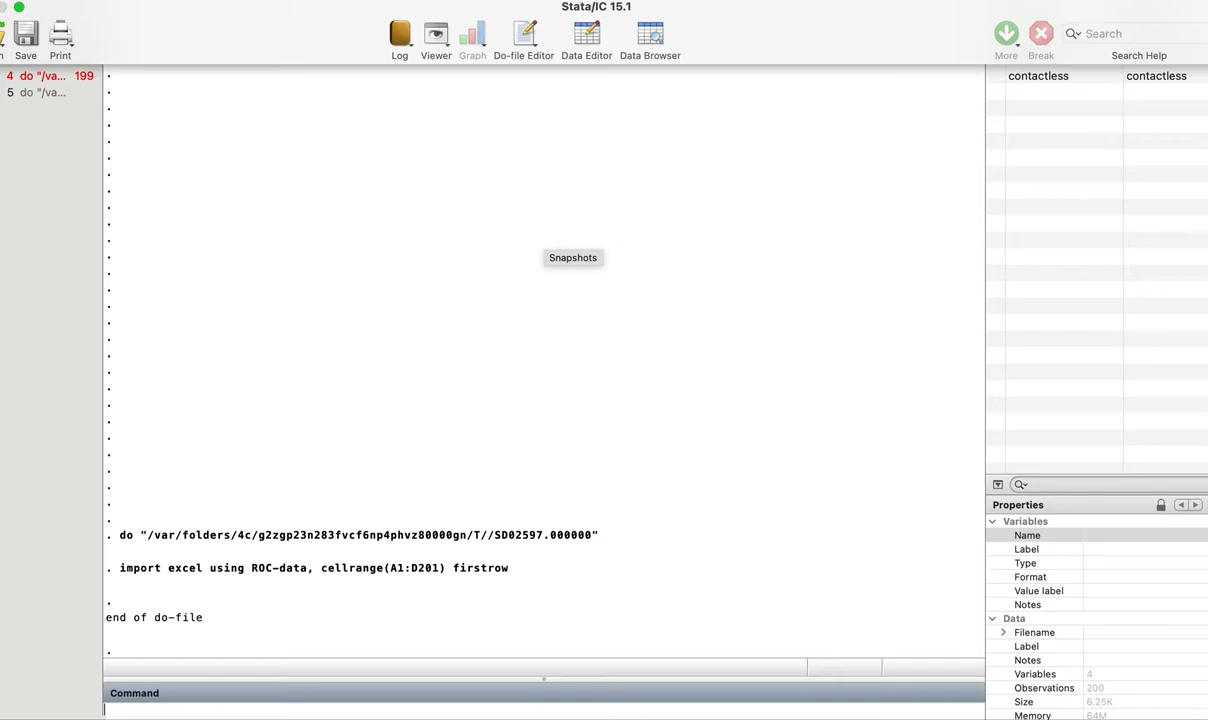 Stata/IC 15.1
Save Print Log Viewer Graph Do-file Editor Data Editor Data Browser More Break Search
Search Help
4 do "/va... 199
5 do "/va...
contactless contactless
Snapshots
. do "/var/folders/4c/g2zgp23n283fvcf6np4phvz80000gn/T//SD02597.000000"
. import excel using ROC-data, cellrange(A1:D201) firstrow
.
end of do-file
.
Command
Properties
Variables
Name
Label
Type
Format
Value label
Notes
Data
Filename
Label
Notes
Variables 4
Observations 200
Size 6.25K
Memory 64M